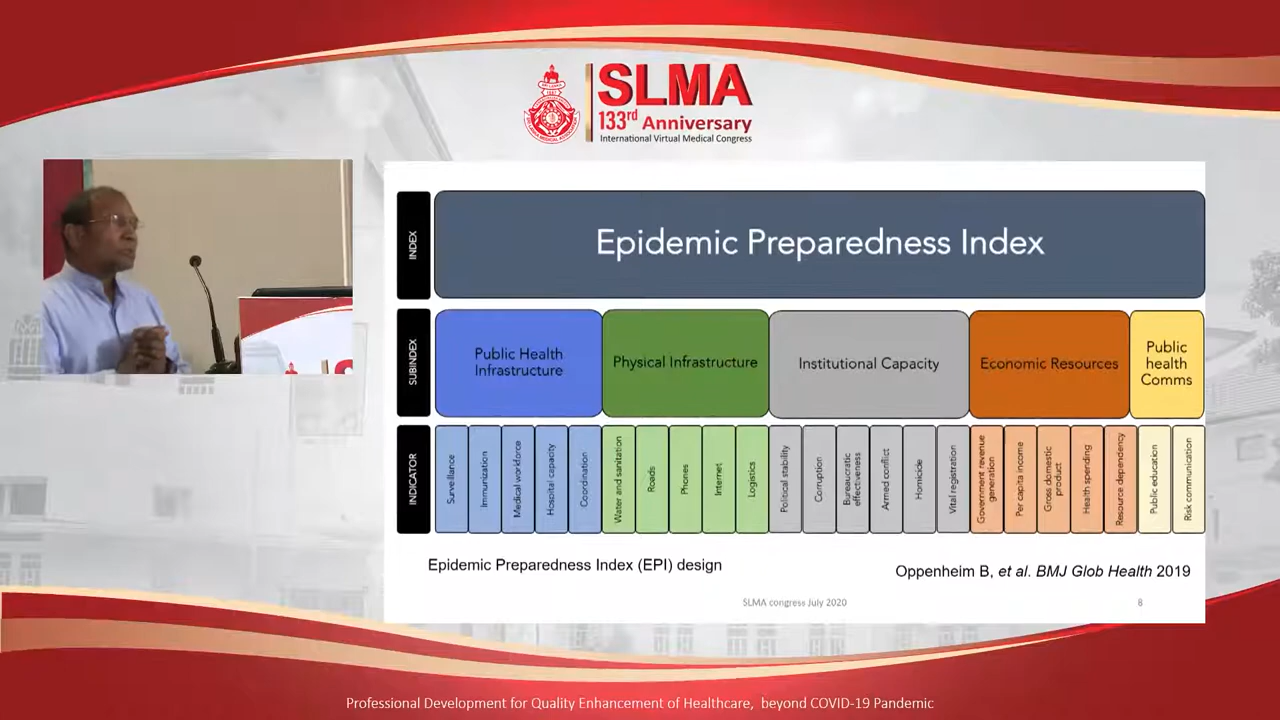 SLMA
133rd Anniversary
International Virtual Medical Congress
INDEX
Epidemic Preparedness Index
SUBINDEX
Public Health
Infrastructure
Physical Infrastructure
Institutional Capacity
Economic Resources
Public
health
Comms
INDICATOR
Surveillance
Immunization
Medical workforce
Hospital capacity
Coordination
Water and sanitation
Roads
Phones
Internet
Logistics
Political stability
Corruption
Bureaucratic
effectiveness
Armed conflict
Homicide
Vital registration
Government revenue
generation
Per capita income
Gross domestic
product
Health spending
Resource dependency
Public education
Risk communication
Epidemic Preparedness Index (EPI) design
Oppenheim B, et al. BMJ Glob Health 2019
SLMA congress July 2020
8
Professional Development for Quality Enhancement of Healthcare, beyond COVID-19 Pandemic